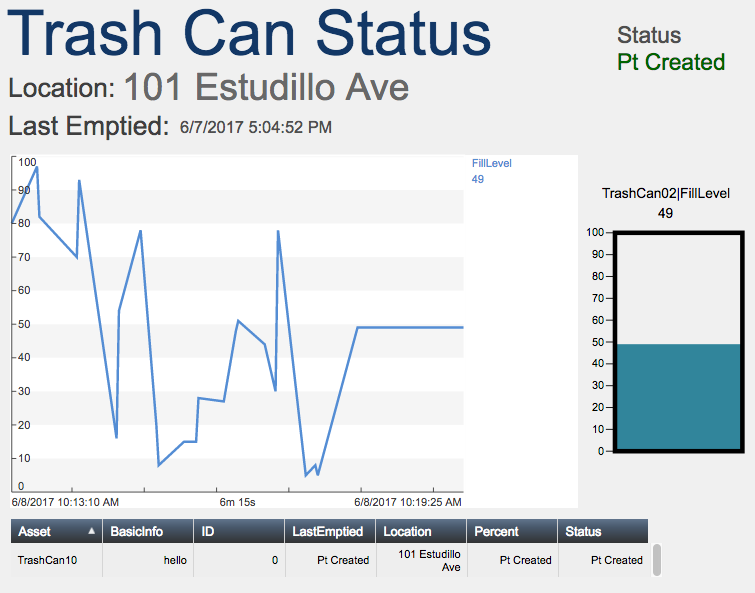 Trash Can Status
Status
Pt Created
Location: 101 Estudillo Ave
Last Emptied: 6/7/2017 5:04:52 PM
100
90
80
70
60
50
40
30
20
10
0
6/8/2017 10:13:10 AM 6m 15s 6/8/2017 10:19:25 AM
FillLevel
49
TrashCan02|FillLevel
49
100
90
80
70
60
50
40
30
20
10
0
Asset BasicInfo ID LastEmptied Location Percent Status
TrashCan10 hello 0 Pt Created 101 Estudillo Ave Pt Created Pt Created